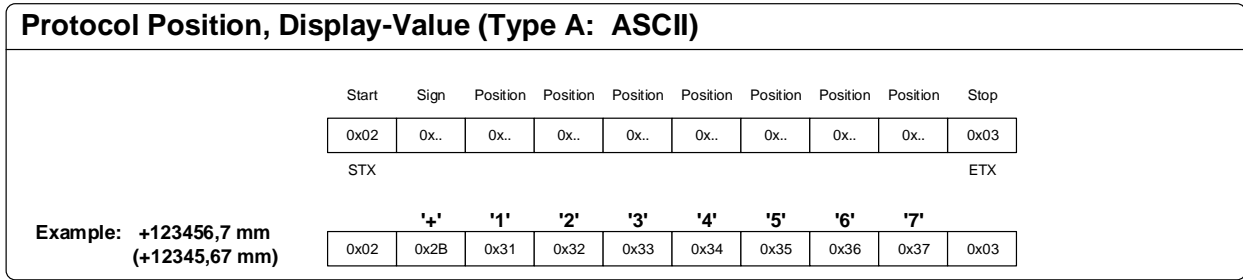 Protocol Position, Display-Value (Type A: ASCII)
Start Sign Position Position Position Position Position Position Position Stop
0x02 0x.. 0x.. 0x.. 0x.. 0x.. 0x.. 0x.. 0x.. 0x03
STX ETX
'+' '1' '2' '3' '4' '5' '6' '7'
Example: +123456,7 mm
(+12345,67 mm)
0x02 0x2B 0x31 0x32 0x33 0x34 0x35 0x36 0x37 0x03